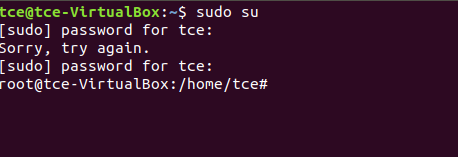 tce@tce-VirtualBox:~$ sudo su
[sudo] password for tce:
Sorry, try again.
[sudo] password for tce:
root@tce-VirtualBox:/home/tce#